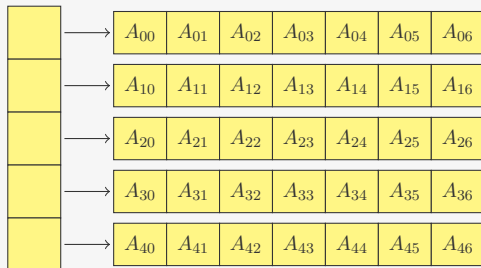 A₀₀ A₀₁ A₀₂ A₀₃ A₀₄ A₀₅ A₀₆
A₁₀ A₁₁ A₁₂ A₁₃ A₁₄ A₁₅ A₁₆
A₂₀ A₂₁ A₂₂ A₂₃ A₂₄ A₂₅ A₂₆
A₃₀ A₃₁ A₃₂ A₃₃ A₃₄ A₃₅ A₃₆
A₄₀ A₄₁ A₄₂ A₄₃ A₄₄ A₄₅ A₄₆